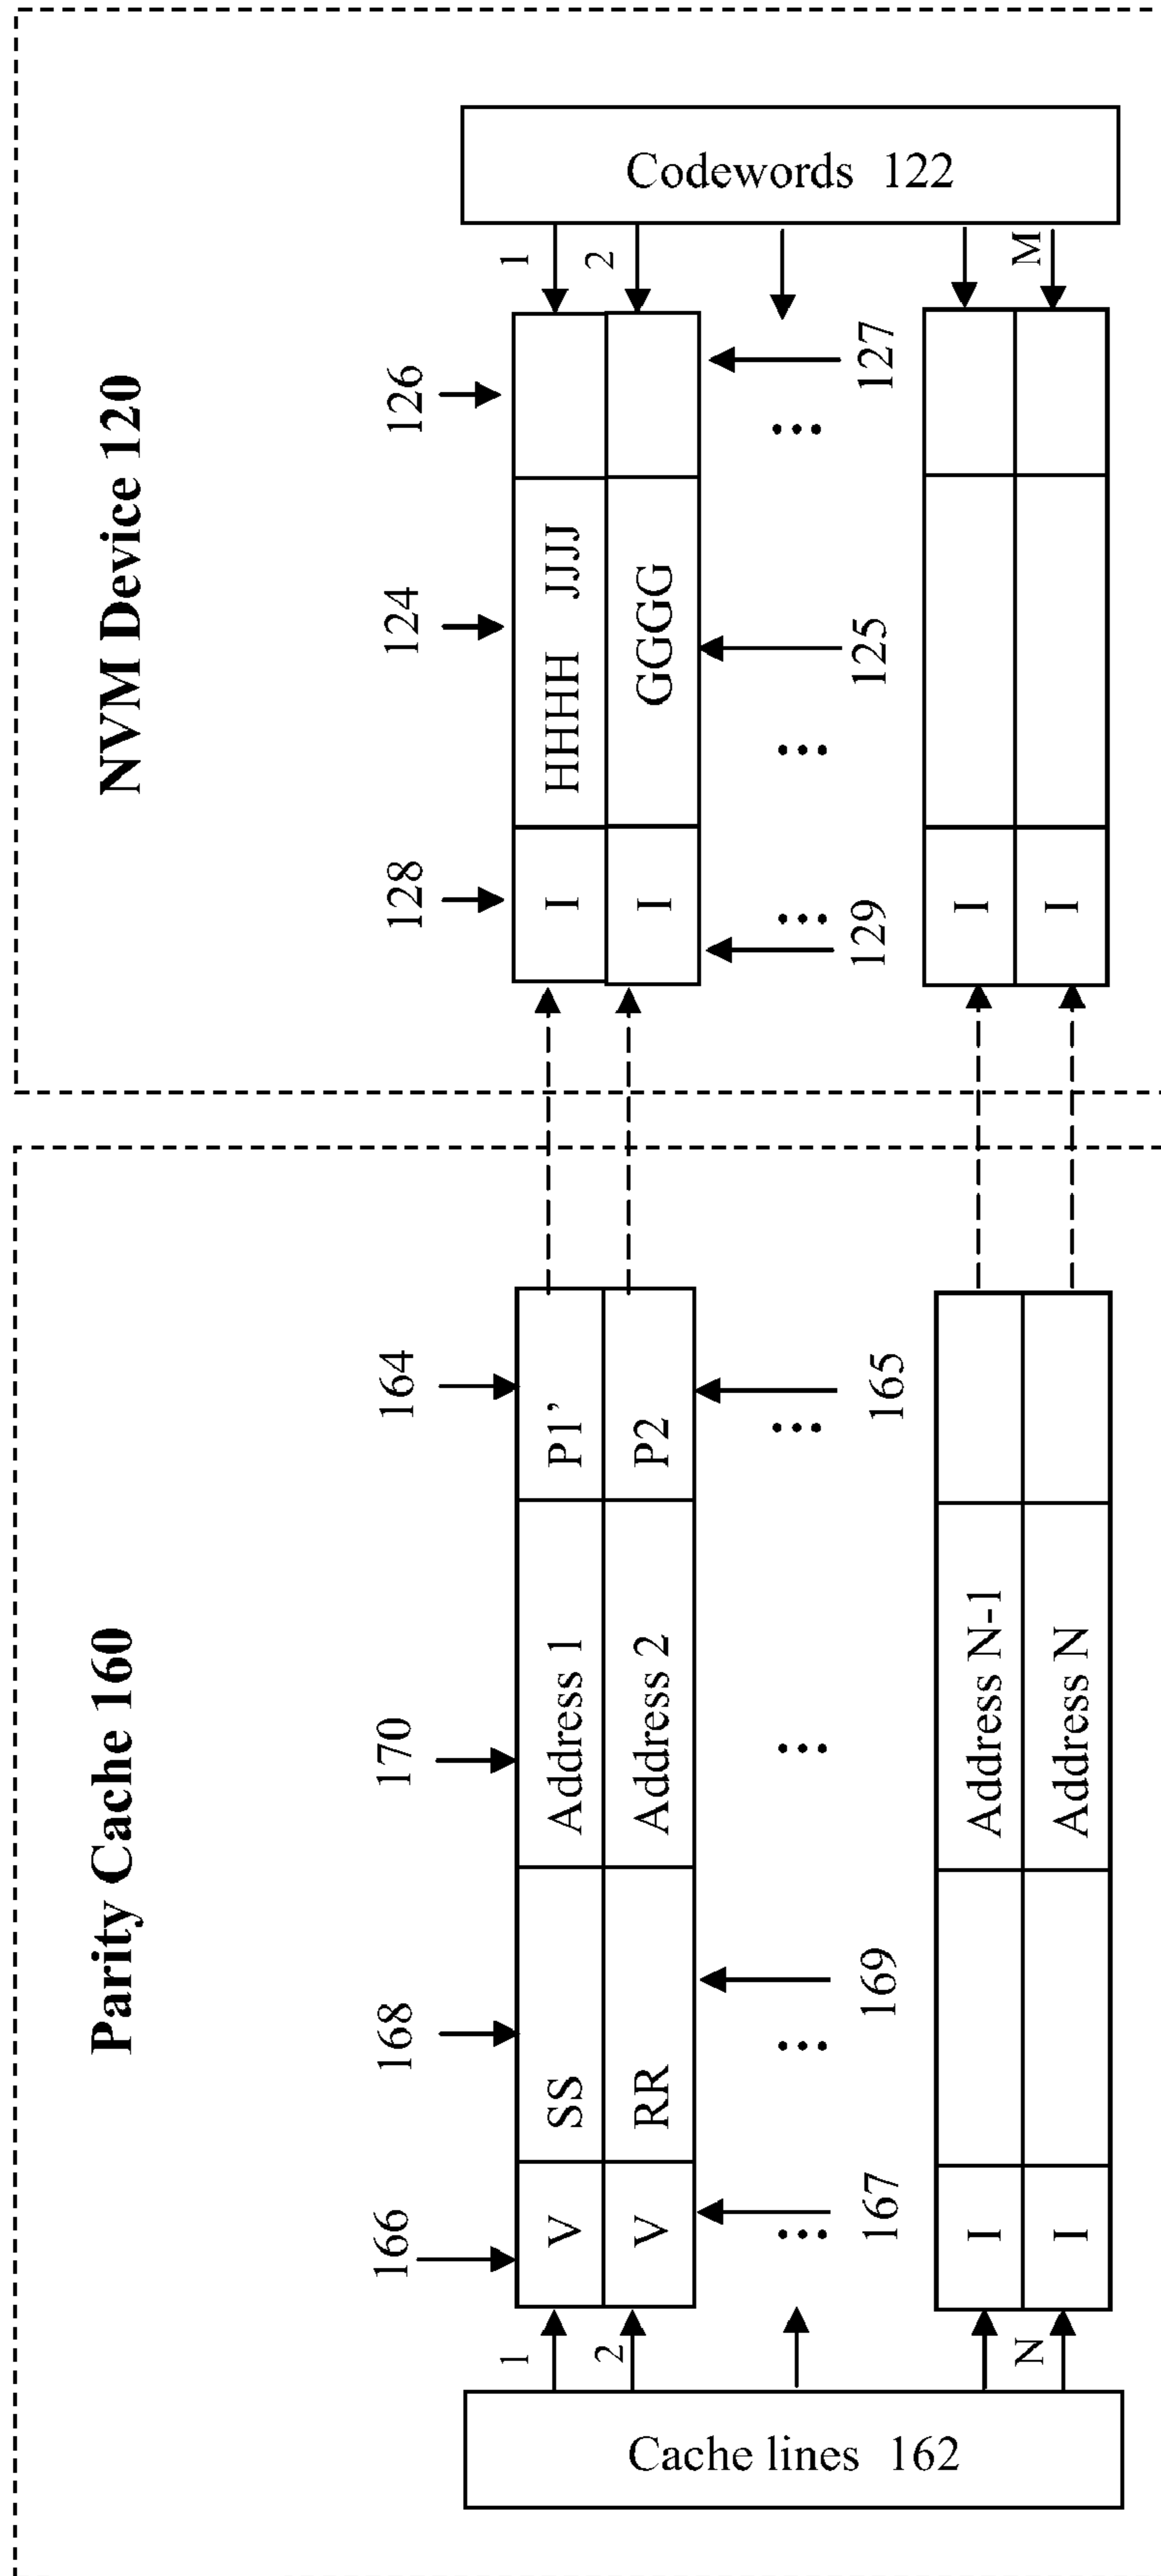 Parity Cache 160
NVM Device 120
166
168
170
164
128
124
126
Cache lines 162
1
V
SS
Address 1
P1’
I
HHHH JJJJ
1
Codewords 122
2
V
RR
Address 2
P2
I
GGGG
2
...
...
...
...
...
...
...
167
169
165
129
125
127
I
Address N-1
I
N
I
Address N
I
M